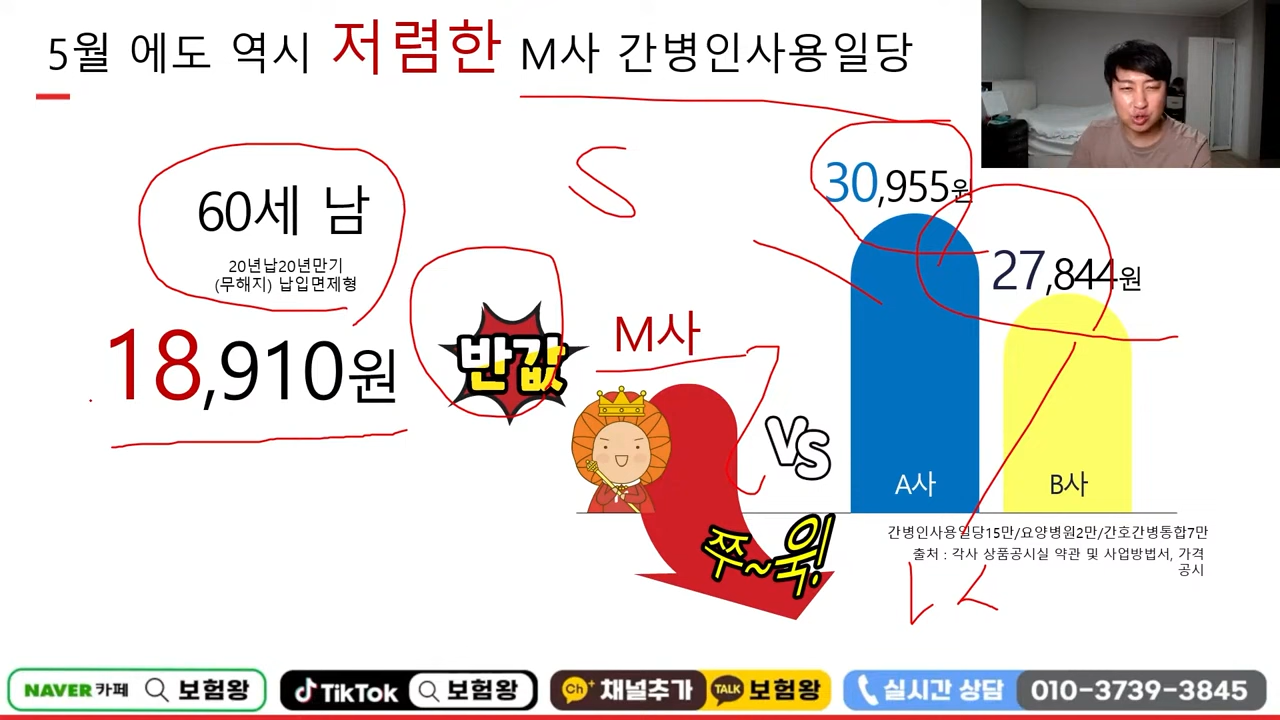 5월 에도 역시 저렴한 M사 간병인사용일당
60세 남
20년납20년만기
(무해지) 납입면제형
18,910원
반값
M사
VS
쭈~욱!
30,955원
27,844원
A사
B사
간병인사용일당15만/요양병원2만/간호간병통합7만
출처 : 각사 상품공시실 약관 및 사업방법서, 가격
공시
NAVER 카페 보험왕
TikTok 보험왕
Ch+ 채널추가 TALK 보험왕
실시간 상담 010-3739-3845